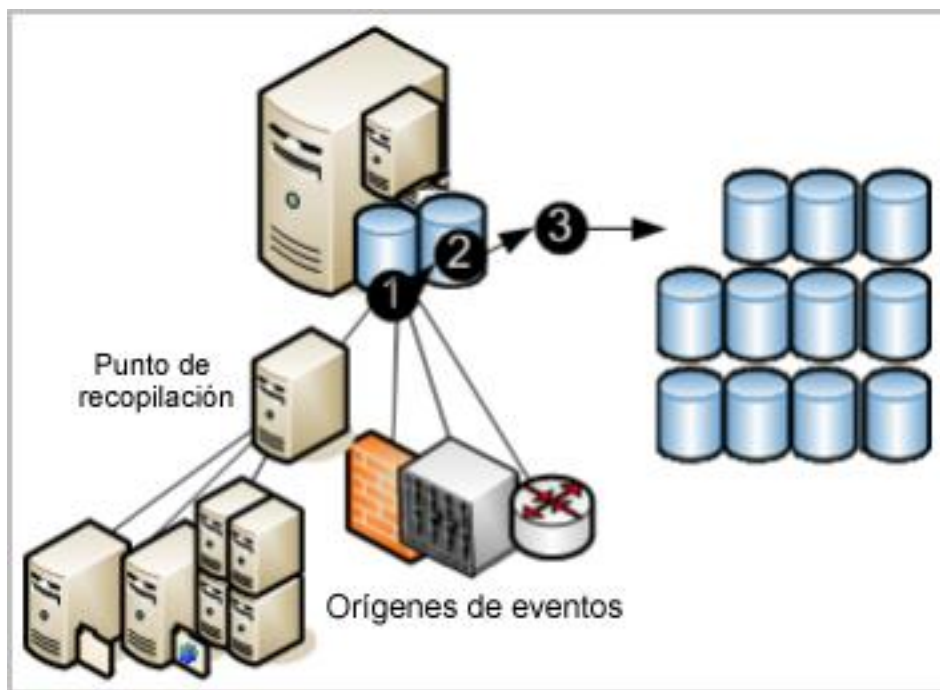 3
2
1
Punto de
recopilación
Orígenes de eventos